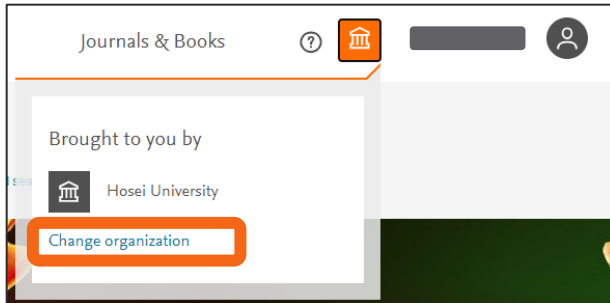 Journals & Books ?
Brought to you by
Hosei University
Change organization